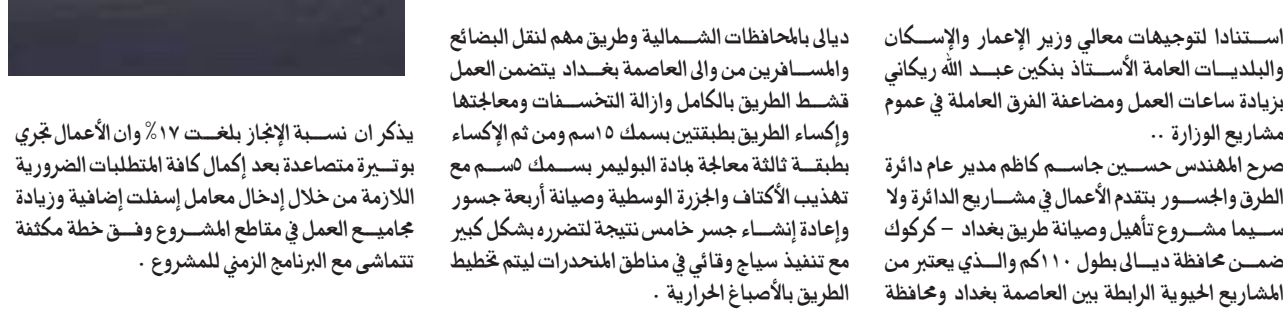 استنادا لتوجيهات معالي وزير الإعمار والإسكان
والبلديات العامة الأستاذ بنكين عبد الله ريكاني
بزيادة ساعات العمل ومضاعفة الفرق العاملة في عموم
مشاريع الوزارة ..
صرح المهندس حسين جاسم كاظم مدير عام دائرة
الطرق والجسور بتقدم الأعمال في مشاريع الدائرة ولا
سيما مشروع تأهيل وصيانة طريق بغداد – كركوك
ضمن محافظة ديالى بطول ١١٠كم والذي يعتبر من
المشاريع الحيوية الرابطة بين العاصمة بغداد ومحافظة
ديالى بالمحافظات الشمالية وطريق مهم لنقل البضائع
والمسافرين من والى العاصمة بغداد يتضمن العمل
قشط الطريق بالكامل وازالة التخسفات ومعالجتها
وإكساء الطريق بطبقتين بسمك ١٥سم ومن ثم الإكساء
بطبقة ثالثة معالجة بمادة البوليمر بسمك ٥سم مع
تهذيب الأكتاف والجزرة الوسطية وصيانة أربعة جسور
وإعادة إنشاء جسر خامس نتيجة لتضرره بشكل كبير
مع تنفيذ سياج وقائي في مناطق المنحدرات ليتم تخطيط
الطريق بالأصباغ الحرارية .
يذكر ان نسبة الإنجاز بلغت ١٧% وان الأعمال تجري
بوتيرة متصاعدة بعد إكمال كافة المتطلبات الضرورية
اللازمة من خلال إدخال معامل إسفلت إضافية وزيادة
مجاميع العمل في مقاطع المشروع وفق خطة مكثفة
تتماشى مع البرنامج الزمني للمشروع .